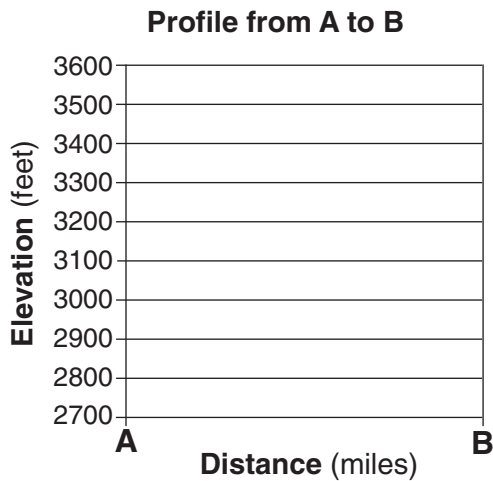 Profile from A to B
3600
3500
3400
3300
3200
3100
3000
2900
2800
2700
Elevation (feet)
A
B
Distance (miles)